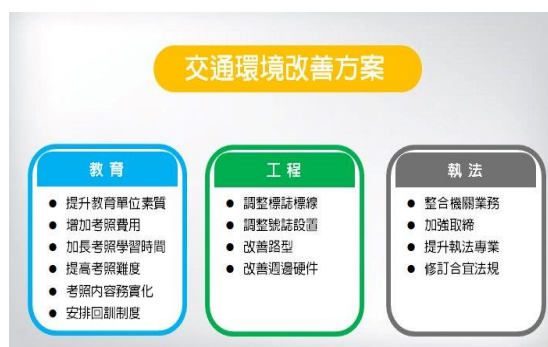 交通環境改善方案
教育
● 提升教育單位素質
● 增加考照費用
● 加長考照學習時間
● 提高考照難度
● 考照內容務實化
● 安排回訓制度
工程
● 調整標誌標線
● 調整號誌設置
● 改善路型
● 改善週邊硬件
執法
● 整合機關業務
● 加強取締
● 提升執法專業
● 修訂合宜法規